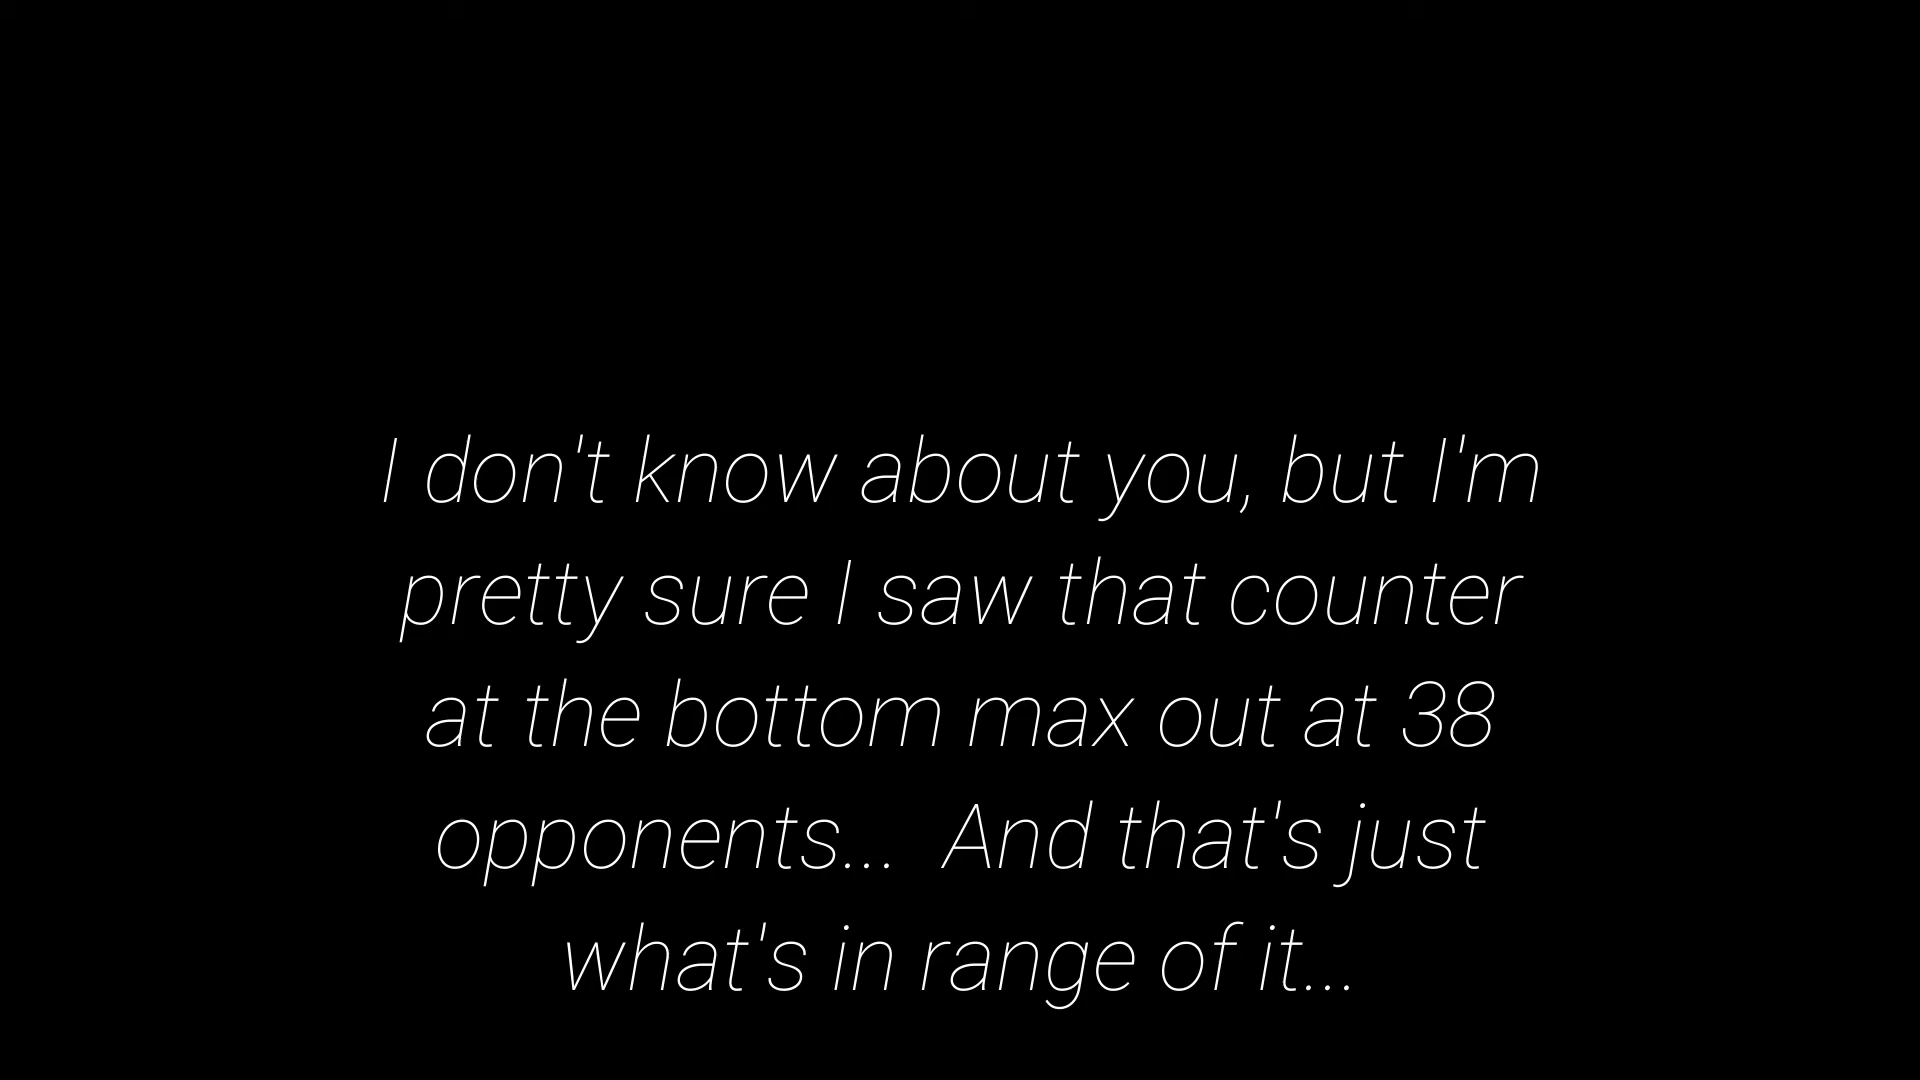 I don't know about you, but I'm
pretty sure I saw that counter
at the bottom max out at 38
opponents...  And that's just
what's in range of it...